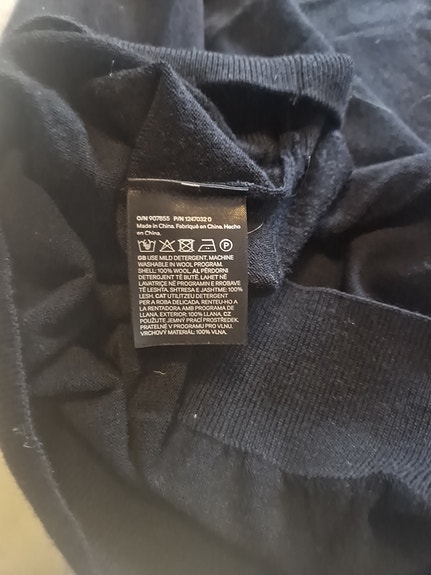 O/N 907855 P/N 1247032 0
Made in China. Fabriqué en Chine. Hecho
en China.
P
GB USE MILD DETERGENT. MACHINE
WASHABLE IN WOOL PROGRAM.
SHELL: 100% WOOL AL PËRDORNI
DETERGJENT TË BUTË, LAHET NË
LAVATRIÇE NË PROGRAMIN E RROBAVE
TË LESHTA. SHTRESA E JASHTME: 100%
LESH. CAT UTILITZEU DETERGENT
PER A ROBA DELICADA. RENTEU-HO A
LA RENTADORA AMB PROGRAMA DE
LLANA. EXTERIOR: 100% LLANA. CZ
POUŽIJTE JEMNÝ PRACÍ PROSTŘEDEK.
PRATELNÉ V PROGRAMU PRO VLNU.
VRCHOVÝ MATERIÁL: 100% VLNA.